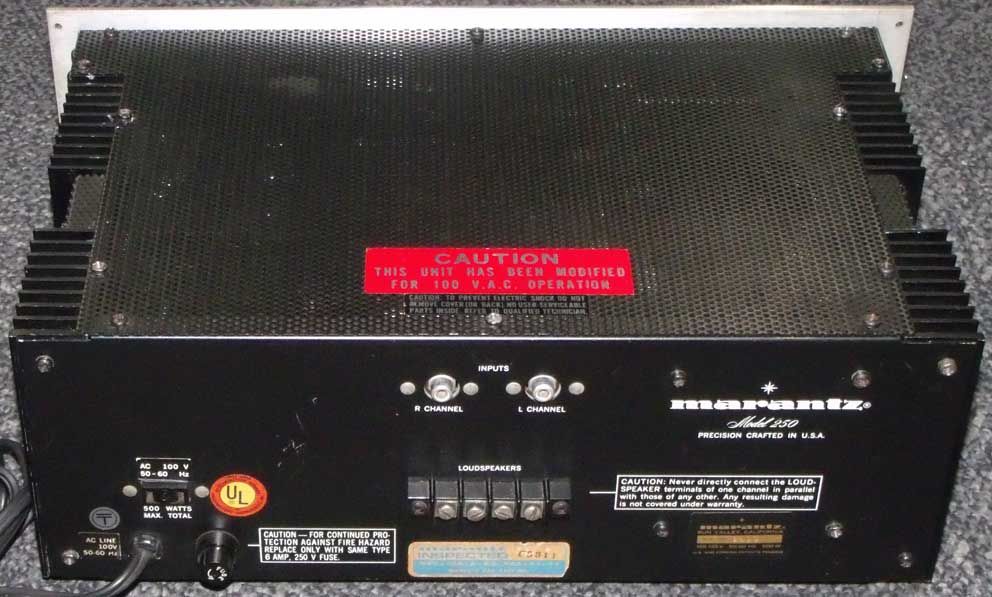 CAUTION
THIS UNIT HAS BEEN MODIFIED
FOR 100 V.A.C. OPERATION
CAUTION: TO PREVENT ELECTRIC SHOCK DO NOT
REMOVE COVER (OR BACK) NO USER SERVICEABLE
PARTS INSIDE REFER TO QUALIFIED TECHNICIAN.
INPUTS
R CHANNEL
L CHANNEL
marantz®
Model 250
PRECISION CRAFTED IN U.S.A.
LOUDSPEAKERS
CAUTION: Never directly connect the LOUD-
SPEAKER terminals of one channel in parallel
with those of any other. Any resulting damage
is not covered under warranty.
AC 100 V
50-60 Hz
500 WATTS
MAX. TOTAL
UL
T
AC LINE
100V
50-60 Hz
FUSE
CAUTION — FOR CONTINUED PRO-
TECTION AGAINST FIRE HAZARD
REPLACE ONLY WITH SAME TYPE
6 AMP, 250 V FUSE.
INSPECTED
marantz
SUN VALLEY, CALIFORNIA